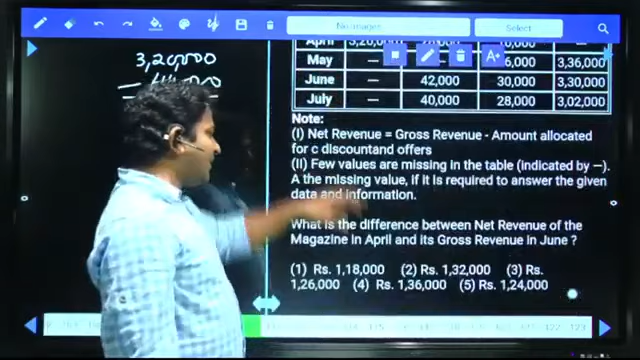 No images
Select
3,20,000
April 3,20,000
May — 6,000 3,36,000
June — 42,000 30,000 3,30,000
July — 40,000 28,000 3,02,000
Note:
(I) Net Revenue = Gross Revenue - Amount allocated
for c discountand offers
(II) Few values are missing in the table (indicated by —).
A the missing value, if it is required to answer the given
data and information.
What is the difference between Net Revenue of the
Magazine in April and its Gross Revenue in June ?
(1) Rs. 1,18,000 (2) Rs. 1,32,000 (3) Rs.
1,26,000 (4) Rs. 1,36,000 (5) Rs. 1,24,000
122 123